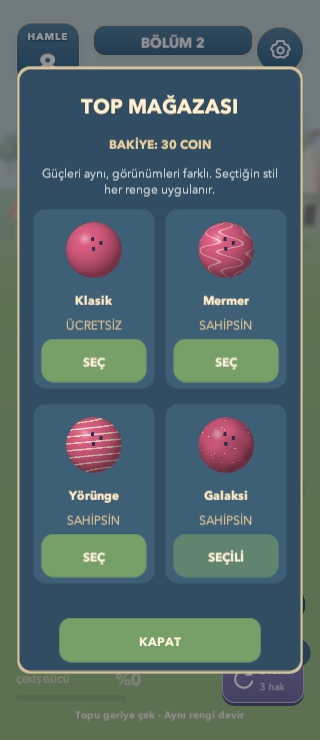 HAMLE
BÖLÜM 2
8
TOP MAĞAZASI
BAKİYE: 30 COIN
Güçleri aynı, görünümleri farklı. Seçtiğin stil
her renge uygulanır.
Klasik
Mermer
ÜCRETSİZ
SAHİPSİN
SEÇ
SEÇ
Yörünge
Galaksi
SAHİPSİN
SAHİPSİN
SEÇ
SEÇİLİ
KAPAT
ÇEKİŞ GÜCÜ
%0
3 hak
Topu geriye çek · Aynı rengi devir